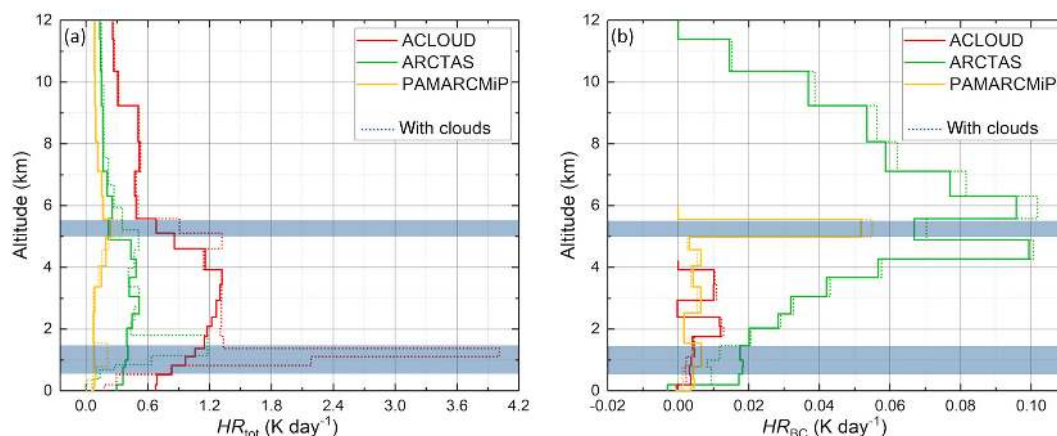 (a)
ACLOUD
ARCTAS
PAMARCMiP
With clouds
Altitude (km)
12
10
8
6
4
2
0
0.0 0.6 1.2 1.8 2.4 3.0 3.6 4.2
HRtot (K day⁻¹)
(b)
ACLOUD
ARCTAS
PAMARCMiP
With clouds
Altitude (km)
12
10
8
6
4
2
0
-0.02 0.00 0.02 0.04 0.06 0.08 0.10
HRBC (K day⁻¹)